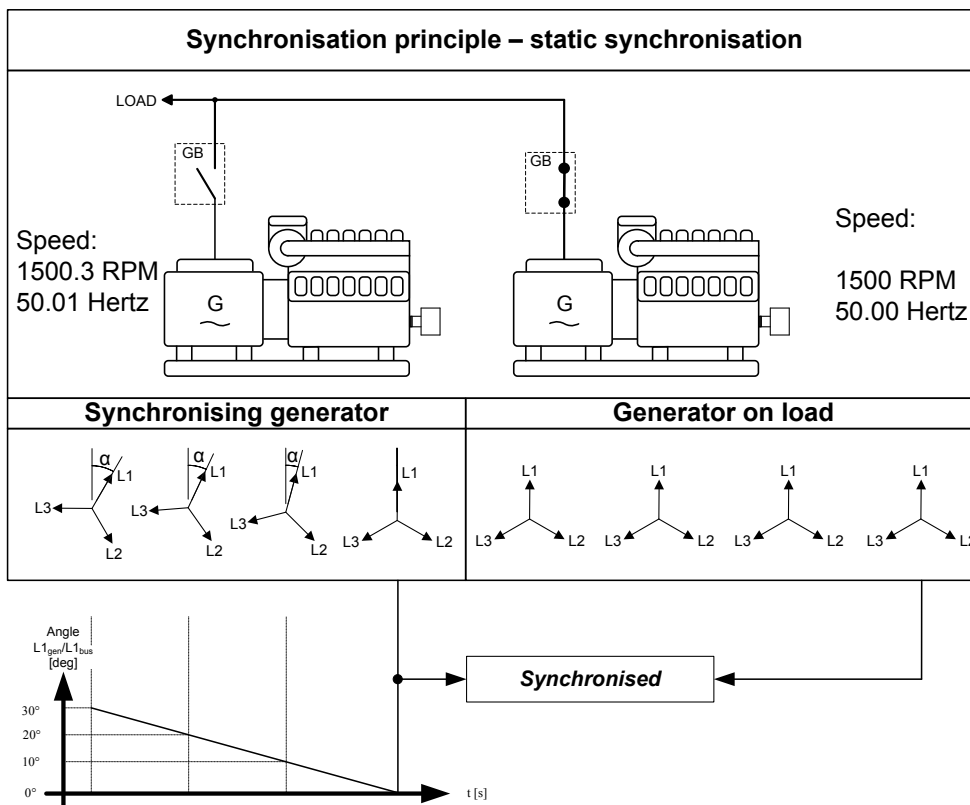 Synchronisation principle – static synchronisation
LOAD
GB
GB
Speed:
1500.3 RPM
50.01 Hertz
G
G
Speed:
1500 RPM
50.00 Hertz
Synchronising generator
Generator on load
α
L1
L3
L2
α
L1
L3
L2
α
L1
L3
L2
L1
L3
L2
L1
L3
L2
L1
L3
L2
L1
L3
L2
L1
L3
L2
Angle
L1gen/L1bus
[deg]
30°
20°
10°
0°
t [s]
Synchronised